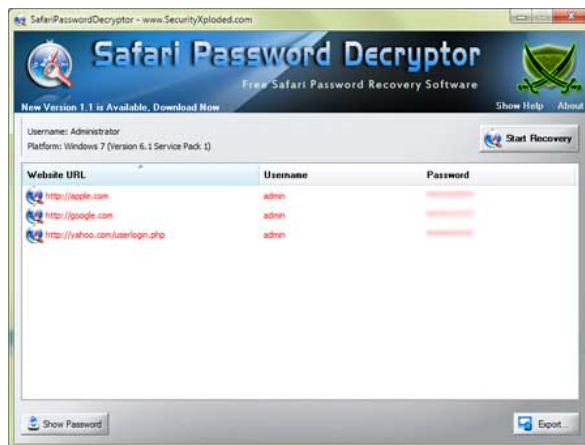 SafariPasswordDecryptor - www.SecurityXploded.com
Safari Password Decryptor
Free Safari Password Recovery Software
New Version 1.1 is Available, Download Now
Show Help About
Username: Administrator
Platform: Windows 7 (Version 6.1 Service Pack 1)
Start Recovery
Website URL Username Password
http://apple.com admin
http://google.com admin
http://yahoo.com/userlogin.php admin
Show Password
Export...